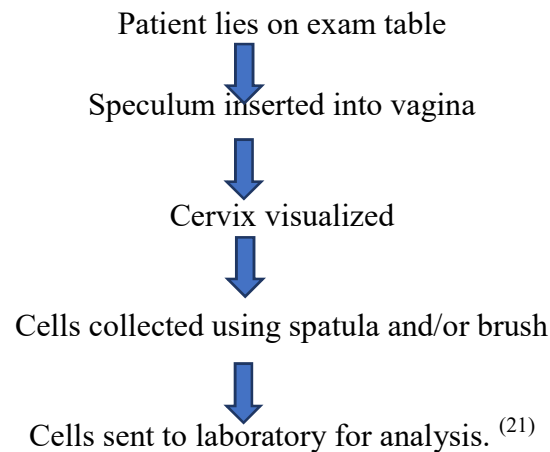 Patient lies on exam table
Speculum inserted into vagina
Cervix visualized
Cells collected using spatula and/or brush
Cells sent to laboratory for analysis. (21)